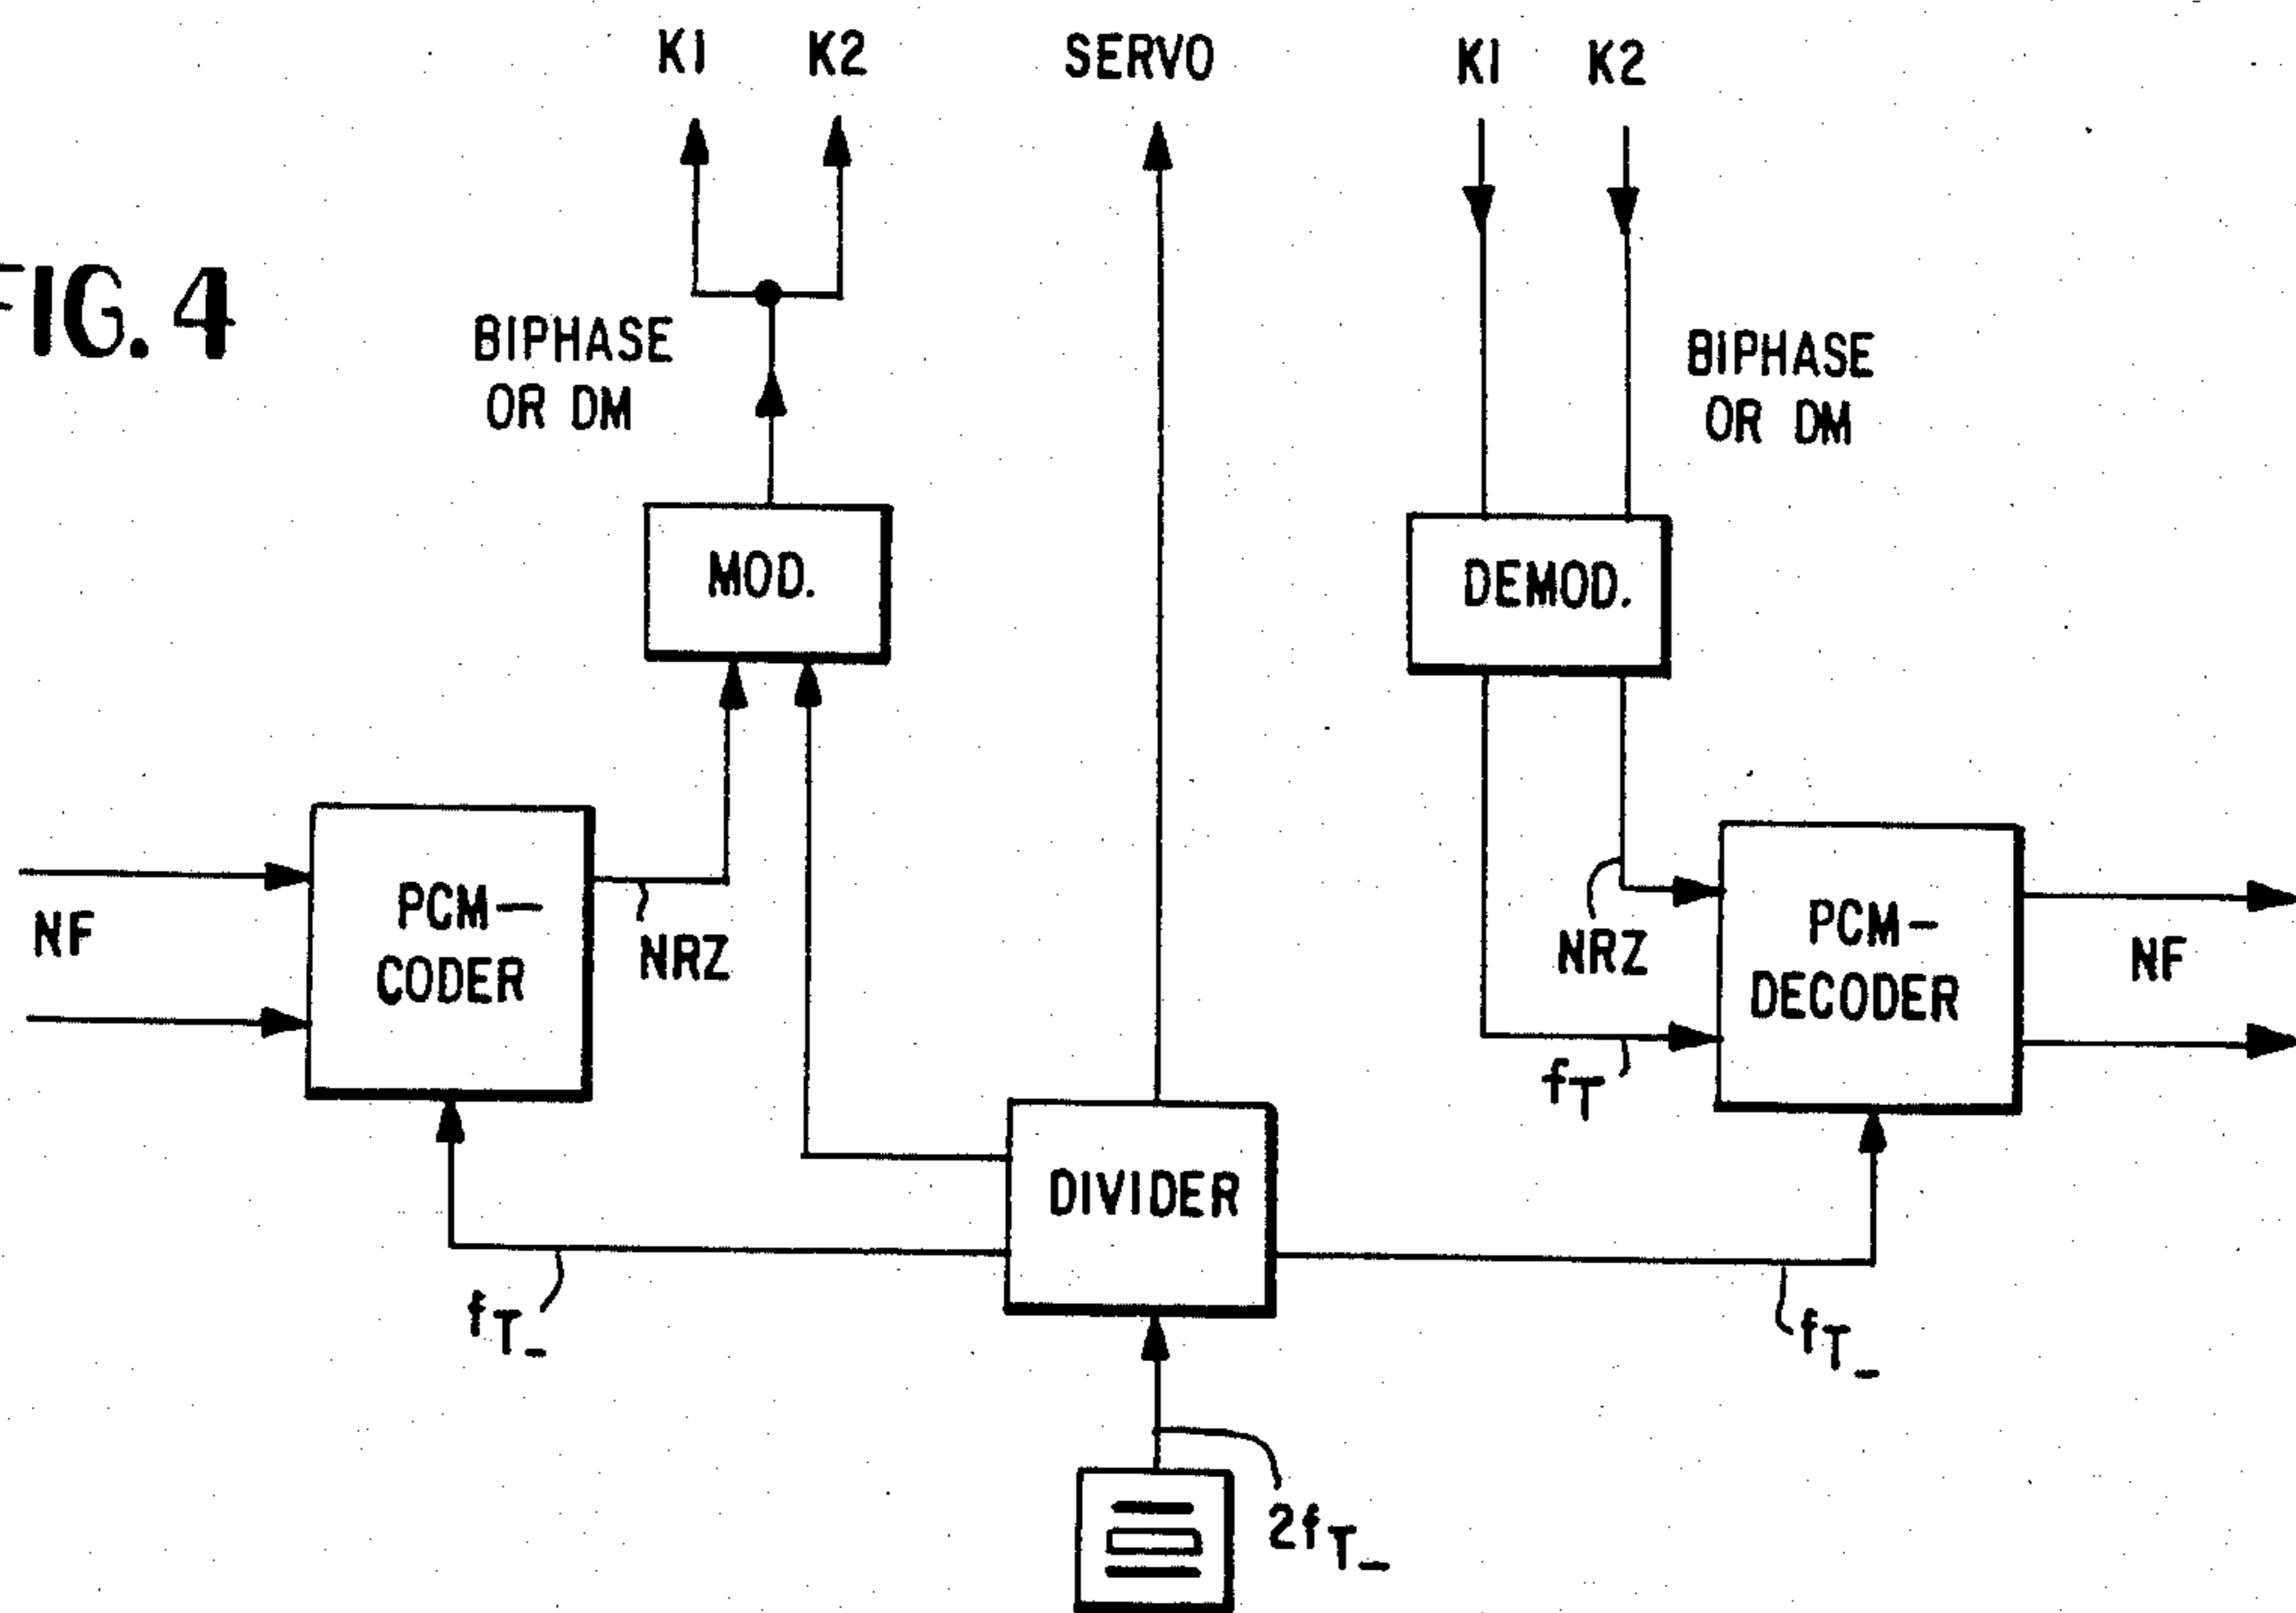 K1 K2 SERVO K1 K2
FIG. 4
BIPHASE
OR DM
BIPHASE
OR DM
MOD.
DEMOD.
NF
PCM-
CODER
NRZ
NRZ
PCM-
DECODER
NF
fT
DIVIDER
fT_
fT_
2fT_